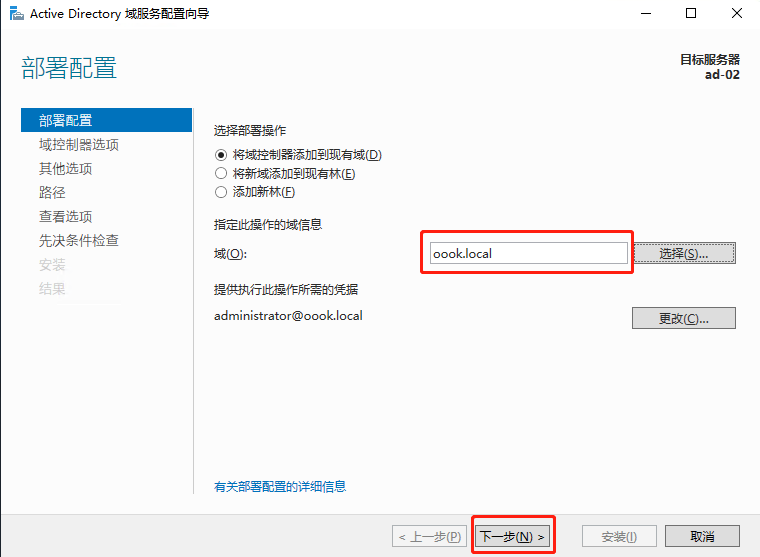 Active Directory 域服务配置向导
部署配置
目标服务器
ad-02
部署配置
域控制器选项
其他选项
路径
查看选项
先决条件检查
安装
结果
选择部署操作
将域控制器添加到现有域(D)
将新域添加到现有林(E)
添加新林(F)
指定此操作的域信息
域(O):
oook.local
选择(S)...
提供执行此操作所需的凭据
administrator@oook.local
更改(C)...
有关部署配置的详细信息
< 上一步(P)
下一步(N) >
安装(I)
取消